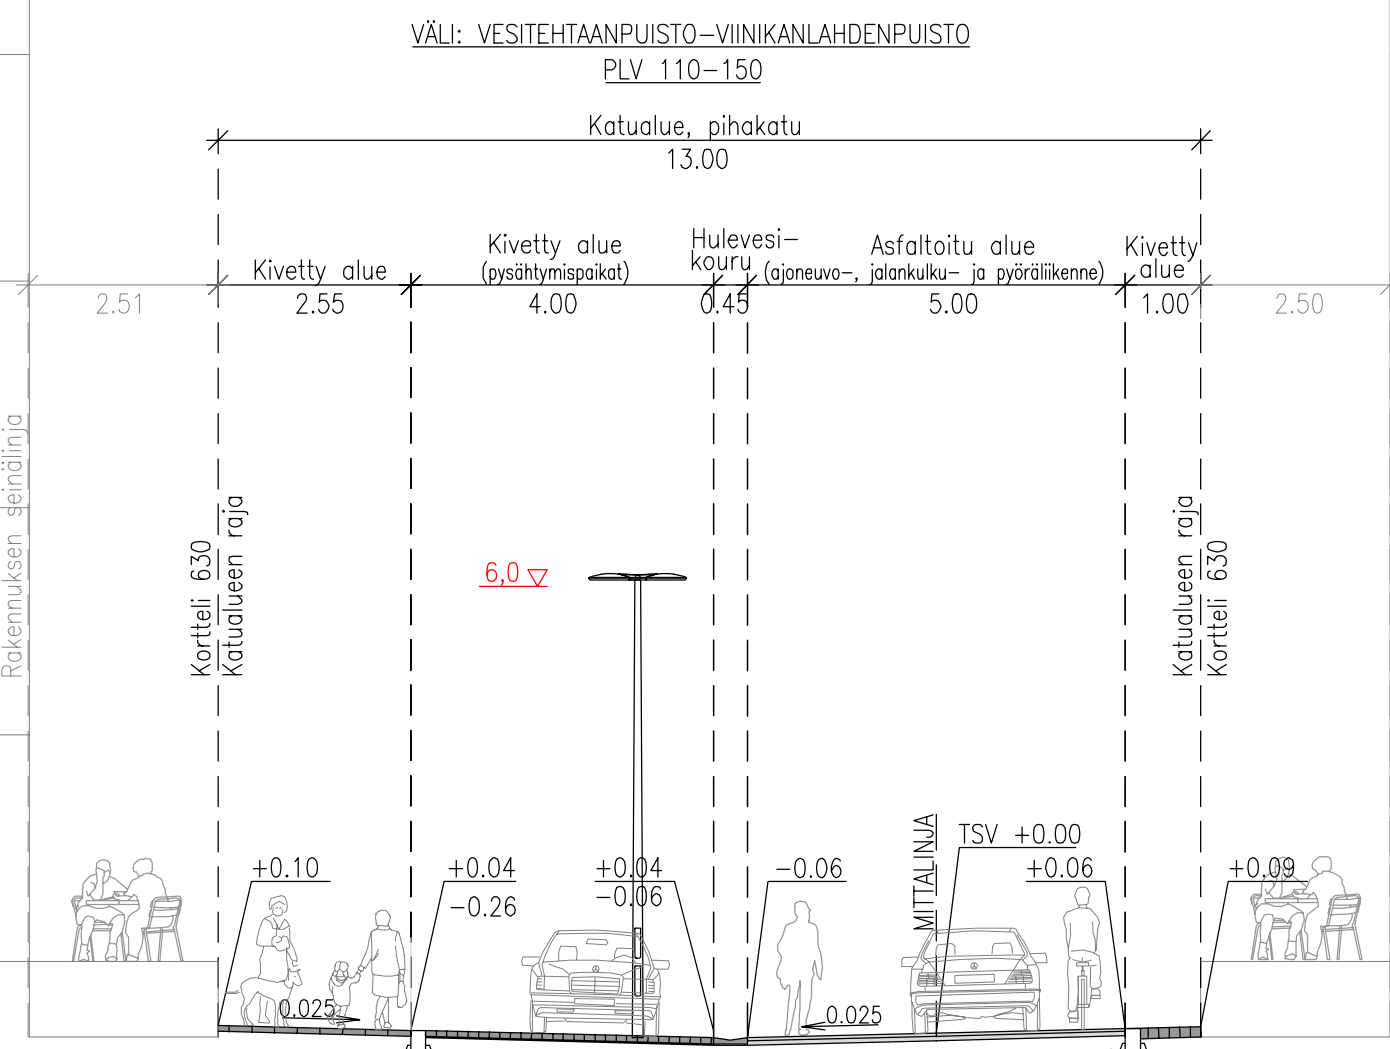 VÄLI: VESITEHTAANPUISTO-VIINIKANLAHDENPUISTO
PLV 110-150
Katualue, pihakatu
13.00
Kivetty alue
2.55
Kivetty alue
(pysähtymispaikat)
4.00
Hulevesi-
kouru
0.45
Asfaltoitu alue
(ajoneuvo-, jalankulku- ja pyöräliikenne)
5.00
Kivetty
alue
1.00
2.51
2.50
Rakennuksen seinälinja
Kortteli 630
Katualueen raja
6,0
Katualueen raja
Kortteli 630
MITTALINJA
TSV +0.00
+0.10
+0.04
-0.26
+0.04
-0.06
-0.06
+0.06
+0.09
0.025
0.025